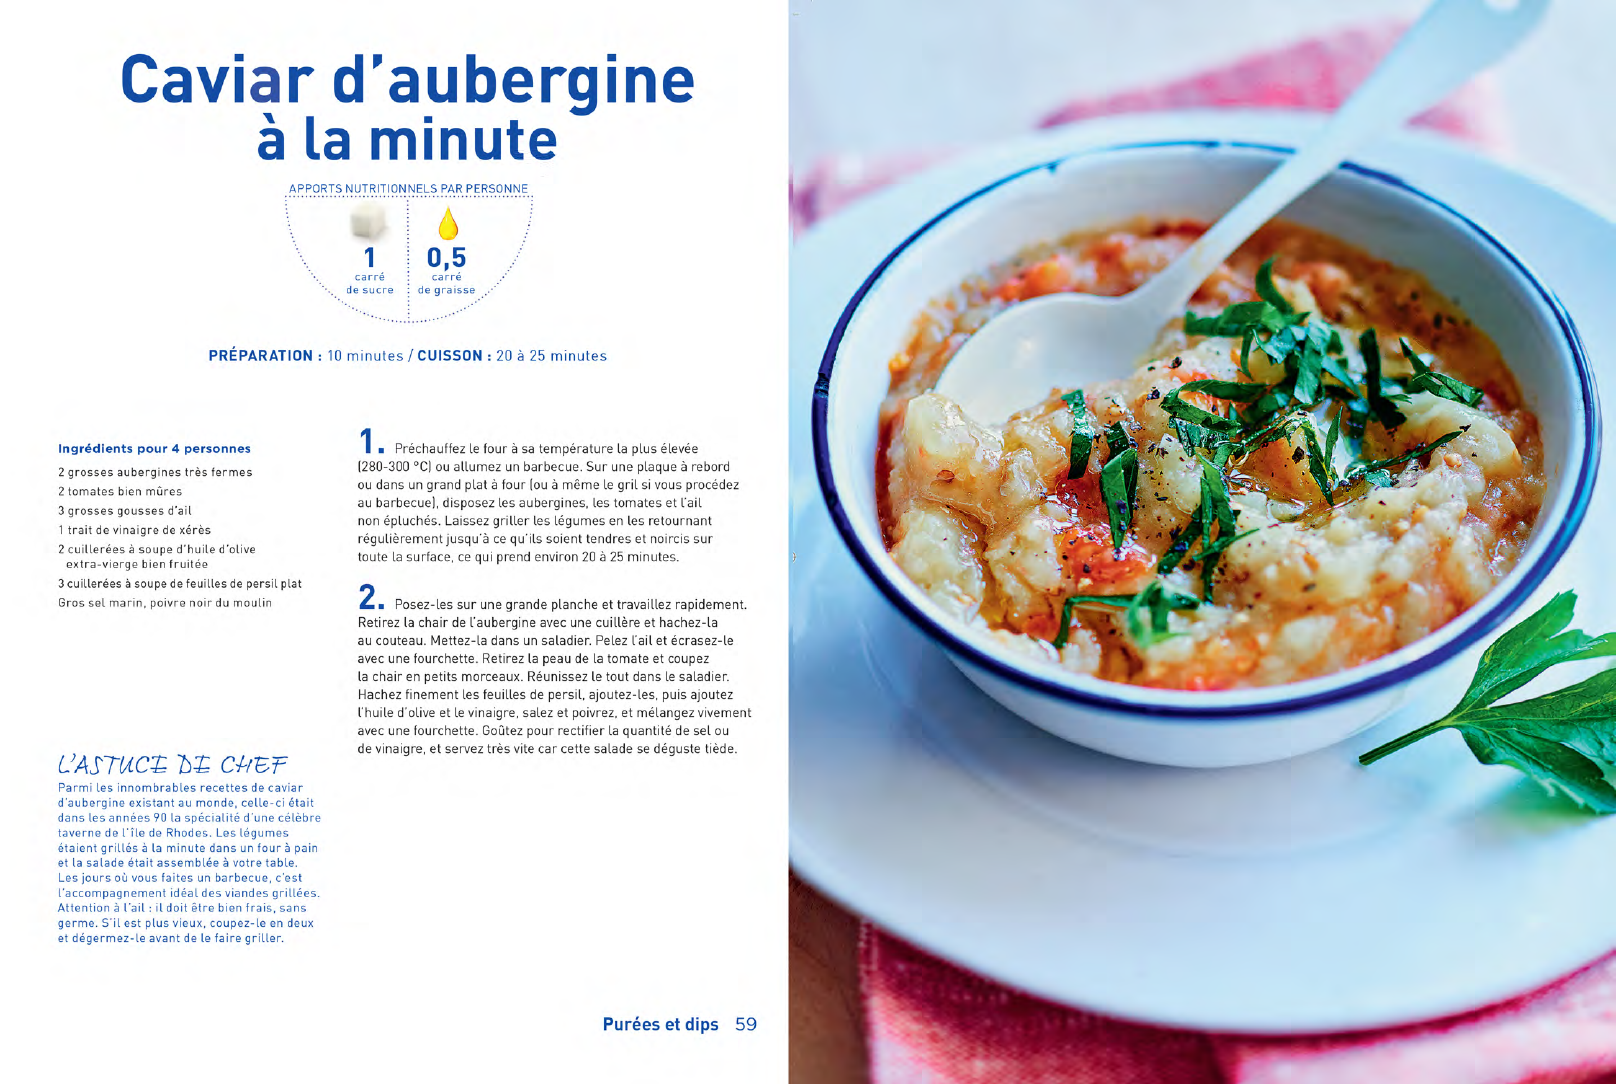 Caviar d'aubergine
à la minute
APPORTS NUTRITIONNELS PAR PERSONNE
1
carré
de sucre
0,5
carré
de graisse
PRÉPARATION : 10 minutes / CUISSON : 20 à 25 minutes
Ingrédients pour 4 personnes
2 grosses aubergines très fermes
2 tomates bien mûres
3 grosses gousses d'ail
1 trait de vinaigre de xérès
2 cuillerées à soupe d'huile d'olive
extra-vierge bien fruitée
3 cuillerées à soupe de feuilles de persil plat
Gros sel marin, poivre noir du moulin
L'ASTUCE DE CHEF
Parmi les innombrables recettes de caviar
d'aubergine existant au monde, celle-ci était
dans les années 90 la spécialité d'une célèbre
taverne de l'île de Rhodes. Les légumes
étaient grillés à la minute dans un four à pain
et la salade était assemblée à votre table.
Les jours où vous faites un barbecue, c'est
l'accompagnement idéal des viandes grillées.
Attention à l'ail : il doit être bien frais, sans
germe. S'il est plus vieux, coupez-le en deux
et dégermez-le avant de le faire griller.
1. Préchauffez le four à sa température la plus élevée
(280-300 °C) ou allumez un barbecue. Sur une plaque à rebord
ou dans un grand plat à four (ou à même le gril si vous procédez
au barbecue), disposez les aubergines, les tomates et l'ail
non épluchés. Laissez griller les légumes en les retournant
régulièrement jusqu'à ce qu'ils soient tendres et noircis sur
toute la surface, ce qui prend environ 20 à 25 minutes.
2. Posez-les sur une grande planche et travaillez rapidement.
Retirez la chair de l'aubergine avec une cuillère et hachez-la
au couteau. Mettez-la dans un saladier. Pelez l'ail et écrasez-le
avec une fourchette. Retirez la peau de la tomate et coupez
la chair en petits morceaux. Réunissez le tout dans le saladier.
Hachez finement les feuilles de persil, ajoutez-les, puis ajoutez
l'huile d'olive et le vinaigre, salez et poivrez, et mélangez vivement
avec une fourchette. Goûtez pour rectifier la quantité de sel ou
de vinaigre, et servez très vite car cette salade se déguste tiède.
Purées et dips 59